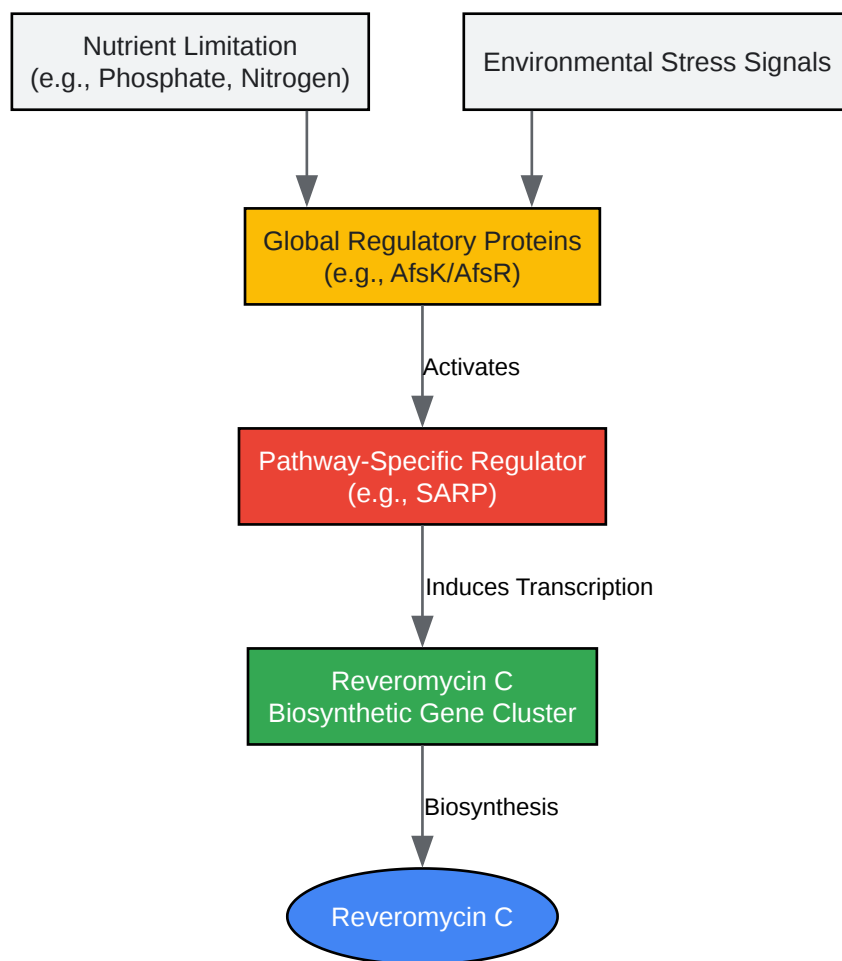 Nutrient Limitation
(e.g., Phosphate, Nitrogen)
Environmental Stress Signals
Global Regulatory Proteins
(e.g., AfsK/AfsR)
Activates
Pathway-Specific Regulator
(e.g., SARP)
Induces Transcription
Reveromycin C
Biosynthetic Gene Cluster
Biosynthesis
Reveromycin C